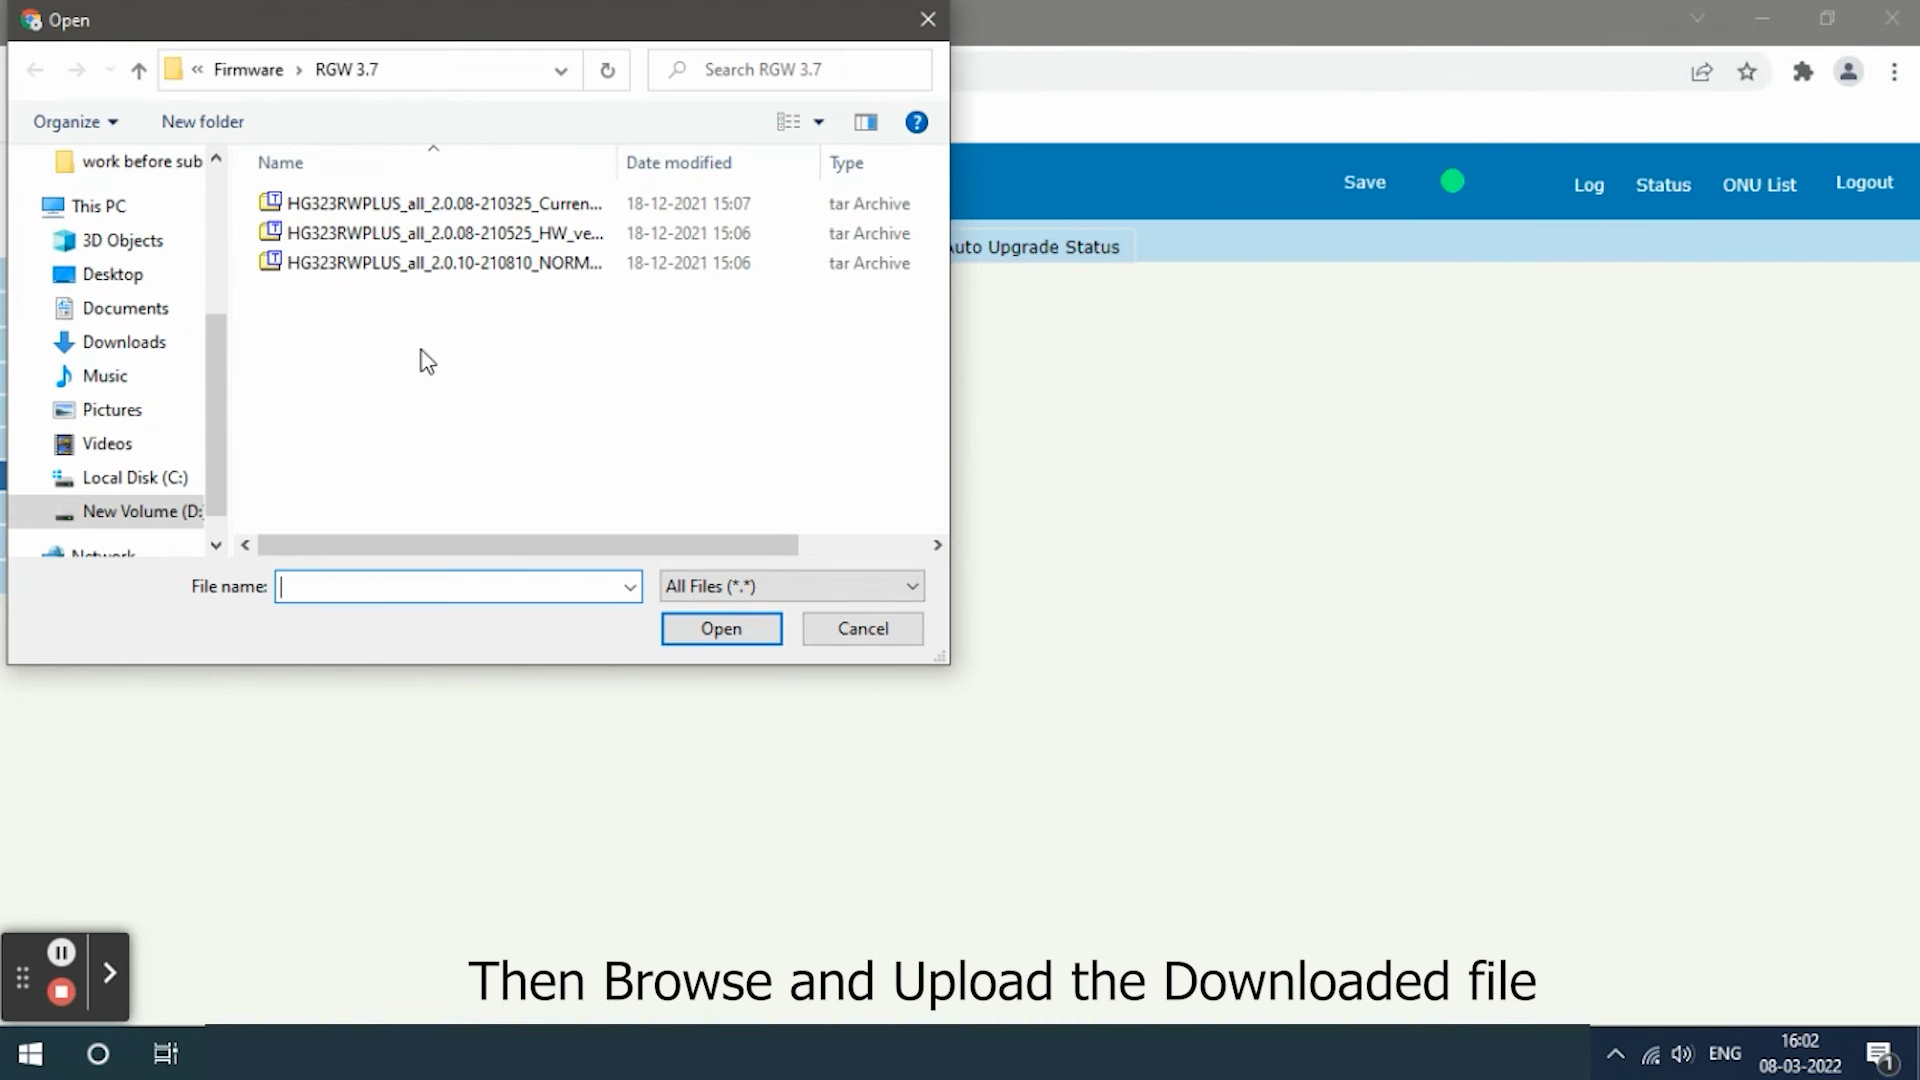 Open
« Firmware › RGW 3.7
Search RGW 3.7
Organize
New folder
Name
Date modified
Type
work before sub
This PC
3D Objects
Desktop
Documents
Downloads
Music
Pictures
Videos
Local Disk (C:)
New Volume (D:
Network
HG323RWPLUS_all_2.0.08-210325_Curren... 18-12-2021 15:07 tar Archive
HG323RWPLUS_all_2.0.08-210525_HW_ve... 18-12-2021 15:06 tar Archive
HG323RWPLUS_all_2.0.10-210810_NORM... 18-12-2021 15:06 tar Archive
File name:
All Files (*.*)
Open
Cancel
Save
Log
Status
ONU List
Logout
Auto Upgrade Status
Then Browse and Upload the Downloaded file
ENG
16:02
08-03-2022
1